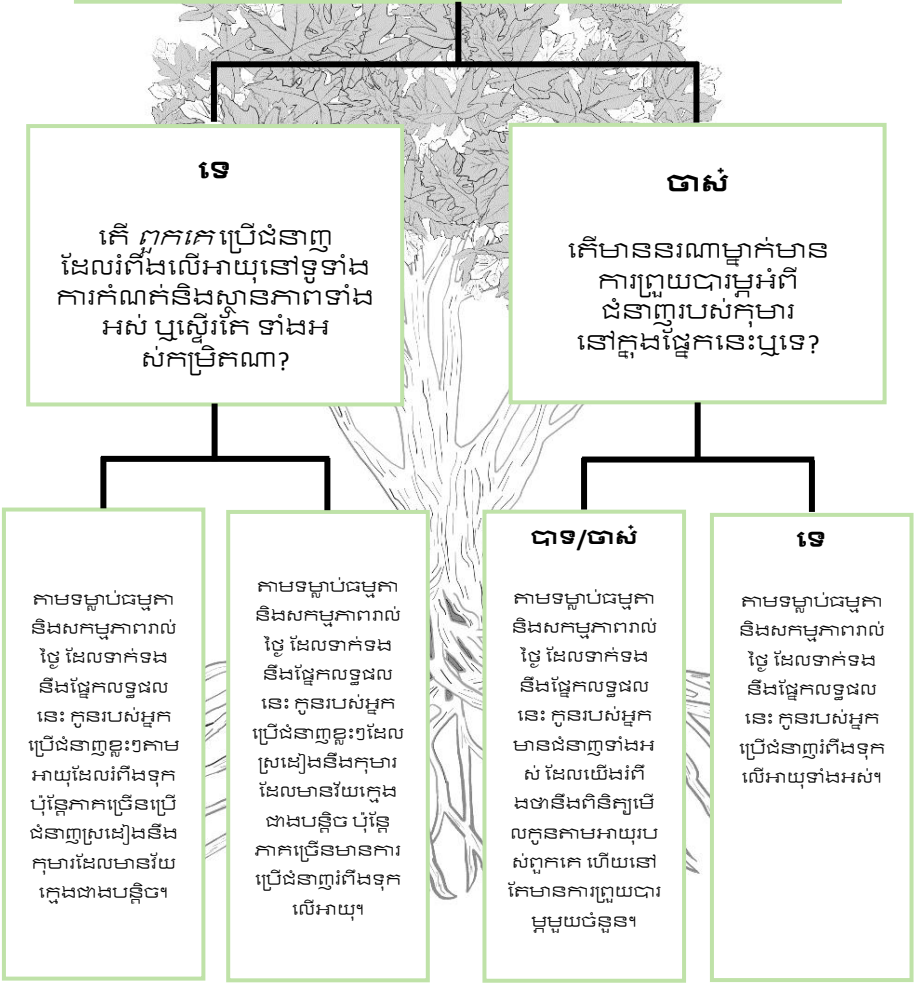 ទេ
តើ ពួកគេ ប្រើជំនាញ
ដែលរំពឹងលើអាយុនៅទូទាំង
ការកំណត់និងស្ថានភាពទាំង
អស់ ឬស្ទើរតែ ទាំងអ
ស់កម្រិតណា?
ចាស់
តើមាននរណាម្នាក់មាន
ការព្រួយបារម្ភអំពី
ជំនាញរបស់កុមារ
នៅក្នុងផ្នែកនេះឬទេ?
តាមទម្លាប់ធម្មតា
និងសកម្មភាពរាល់
ថ្ងៃ ដែលទាក់ទង
នឹងផ្នែកលទ្ធផល
នេះ កូនរបស់អ្នក
ប្រើជំនាញខ្លះៗតាម
អាយុដែលរំពឹងទុក
ប៉ុន្តែភាគច្រើនប្រើ
ជំនាញស្រដៀងនឹង
កុមារដែលមានវ័យ
ក្មេងជាងបន្តិច។
តាមទម្លាប់ធម្មតា
និងសកម្មភាពរាល់
ថ្ងៃ ដែលទាក់ទង
នឹងផ្នែកលទ្ធផល
នេះ កូនរបស់អ្នក
ប្រើជំនាញខ្លះៗដែល
ស្រដៀងនឹងកុមារ
ដែលមានវ័យក្មេង
ជាងបន្តិច ប៉ុន្តែ
ភាគច្រើនមានការ
ប្រើជំនាញរំពឹងទុក
លើអាយុ។
បាទ/ចាស់
តាមទម្លាប់ធម្មតា
និងសកម្មភាពរាល់
ថ្ងៃ ដែលទាក់ទង
នឹងផ្នែកលទ្ធផល
នេះ កូនរបស់អ្នក
មានជំនាញទាំងអ
ស់ ដែលយើងរំពឹ
ងថានឹងពិនិត្យមើ
លកូនតាមអាយុរប
ស់ពួកគេ ហើយនៅ
តែមានការព្រួយបារ
ម្ភមួយចំនួន។
ទេ
តាមទម្លាប់ធម្មតា
និងសកម្មភាពរាល់
ថ្ងៃ ដែលទាក់ទង
នឹងផ្នែកលទ្ធផល
នេះ កូនរបស់អ្នក
ប្រើជំនាញរំពឹងទុក
លើអាយុទាំងអស់។